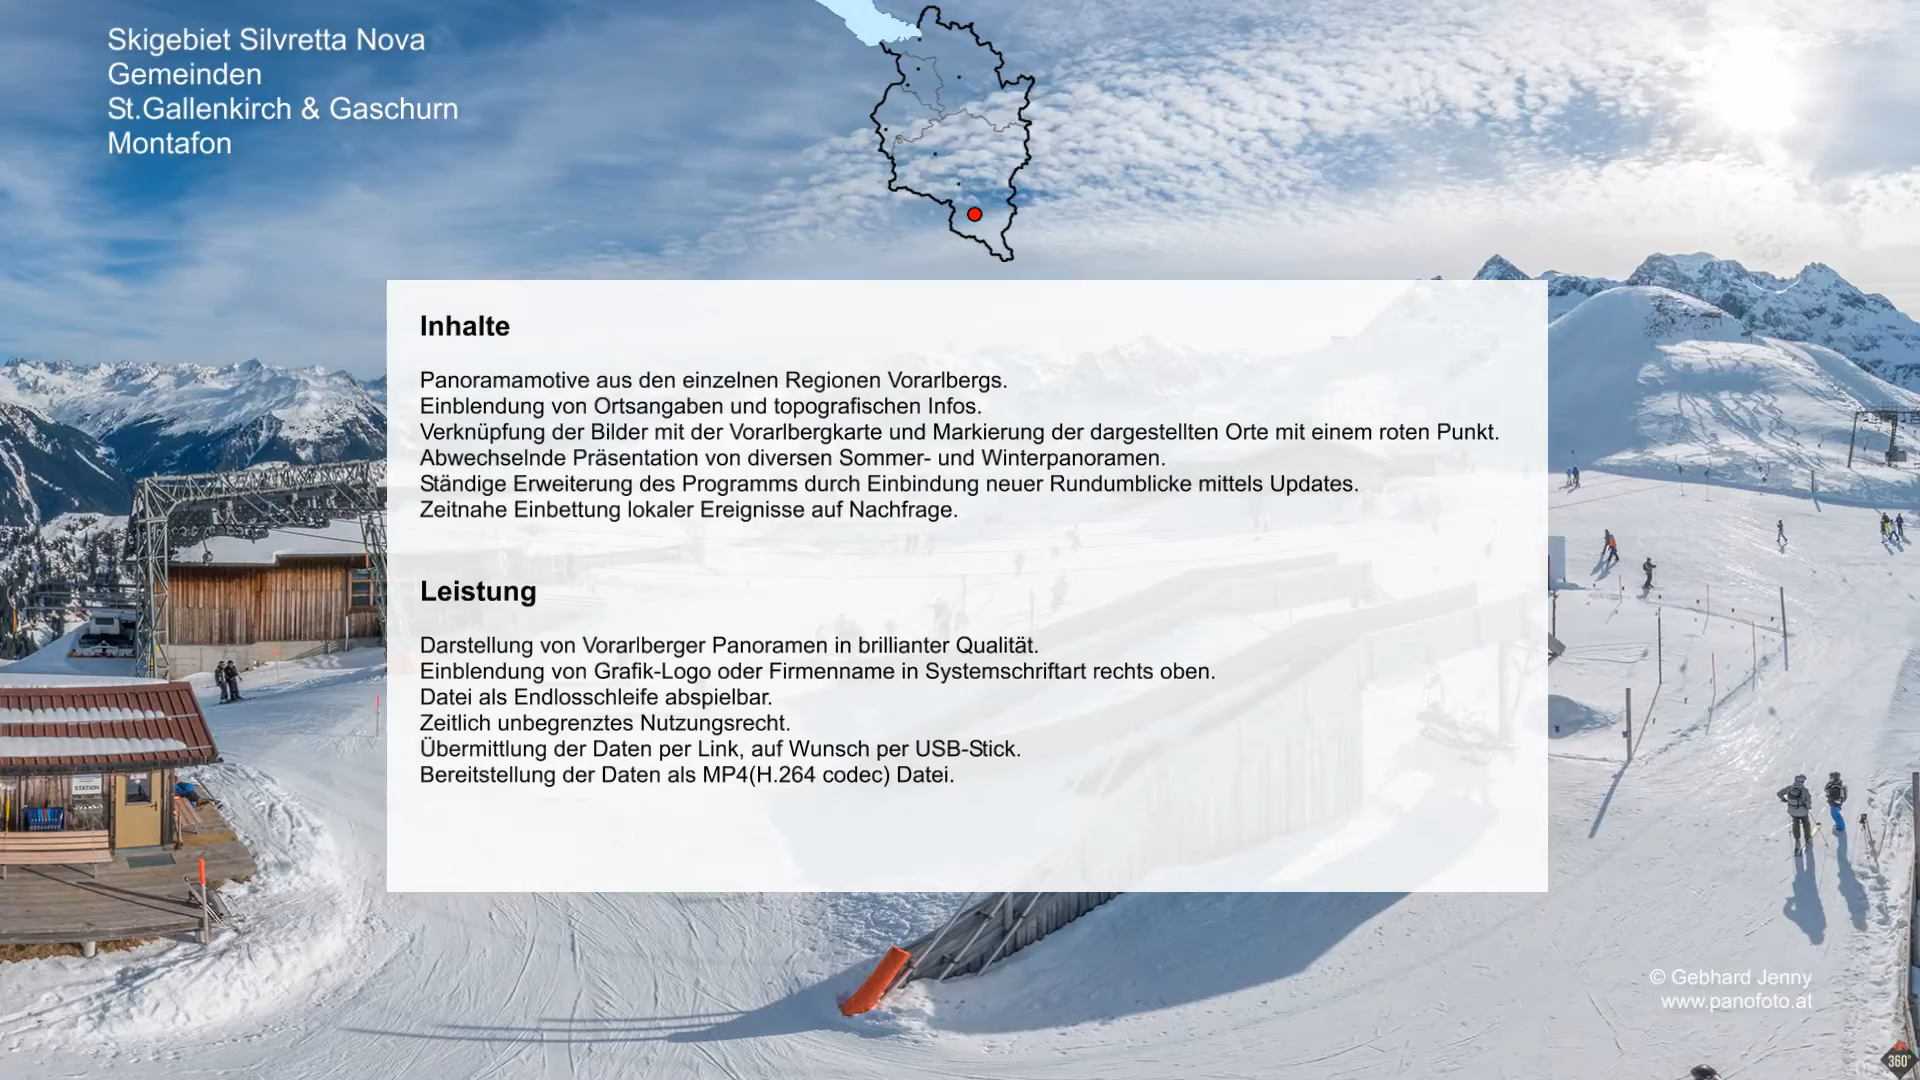 Skigebiet Silvretta Nova
Gemeinden
St.Gallenkirch & Gaschurn
Montafon
Inhalte
Panoramamotive aus den einzelnen Regionen Vorarlbergs.
Einblendung von Ortsangaben und topografischen Infos.
Verknüpfung der Bilder mit der Vorarlbergkarte und Markierung der dargestellten Orte mit einem roten Punkt.
Abwechselnde Präsentation von diversen Sommer- und Winterpanoramen.
Ständige Erweiterung des Programms durch Einbindung neuer Rundumblicke mittels Updates.
Zeitnahe Einbettung lokaler Ereignisse auf Nachfrage.
Leistung
Darstellung von Vorarlberger Panoramen in brillianter Qualität.
Einblendung von Grafik-Logo oder Firmenname in Systemschriftart rechts oben.
Datei als Endlosschleife abspielbar.
Zeitlich unbegrenztes Nutzungsrecht.
Übermittlung der Daten per Link, auf Wunsch per USB-Stick.
Bereitstellung der Daten als MP4(H.264 codec) Datei.
STATION
© Gebhard Jenny
www.panofoto.at
360°